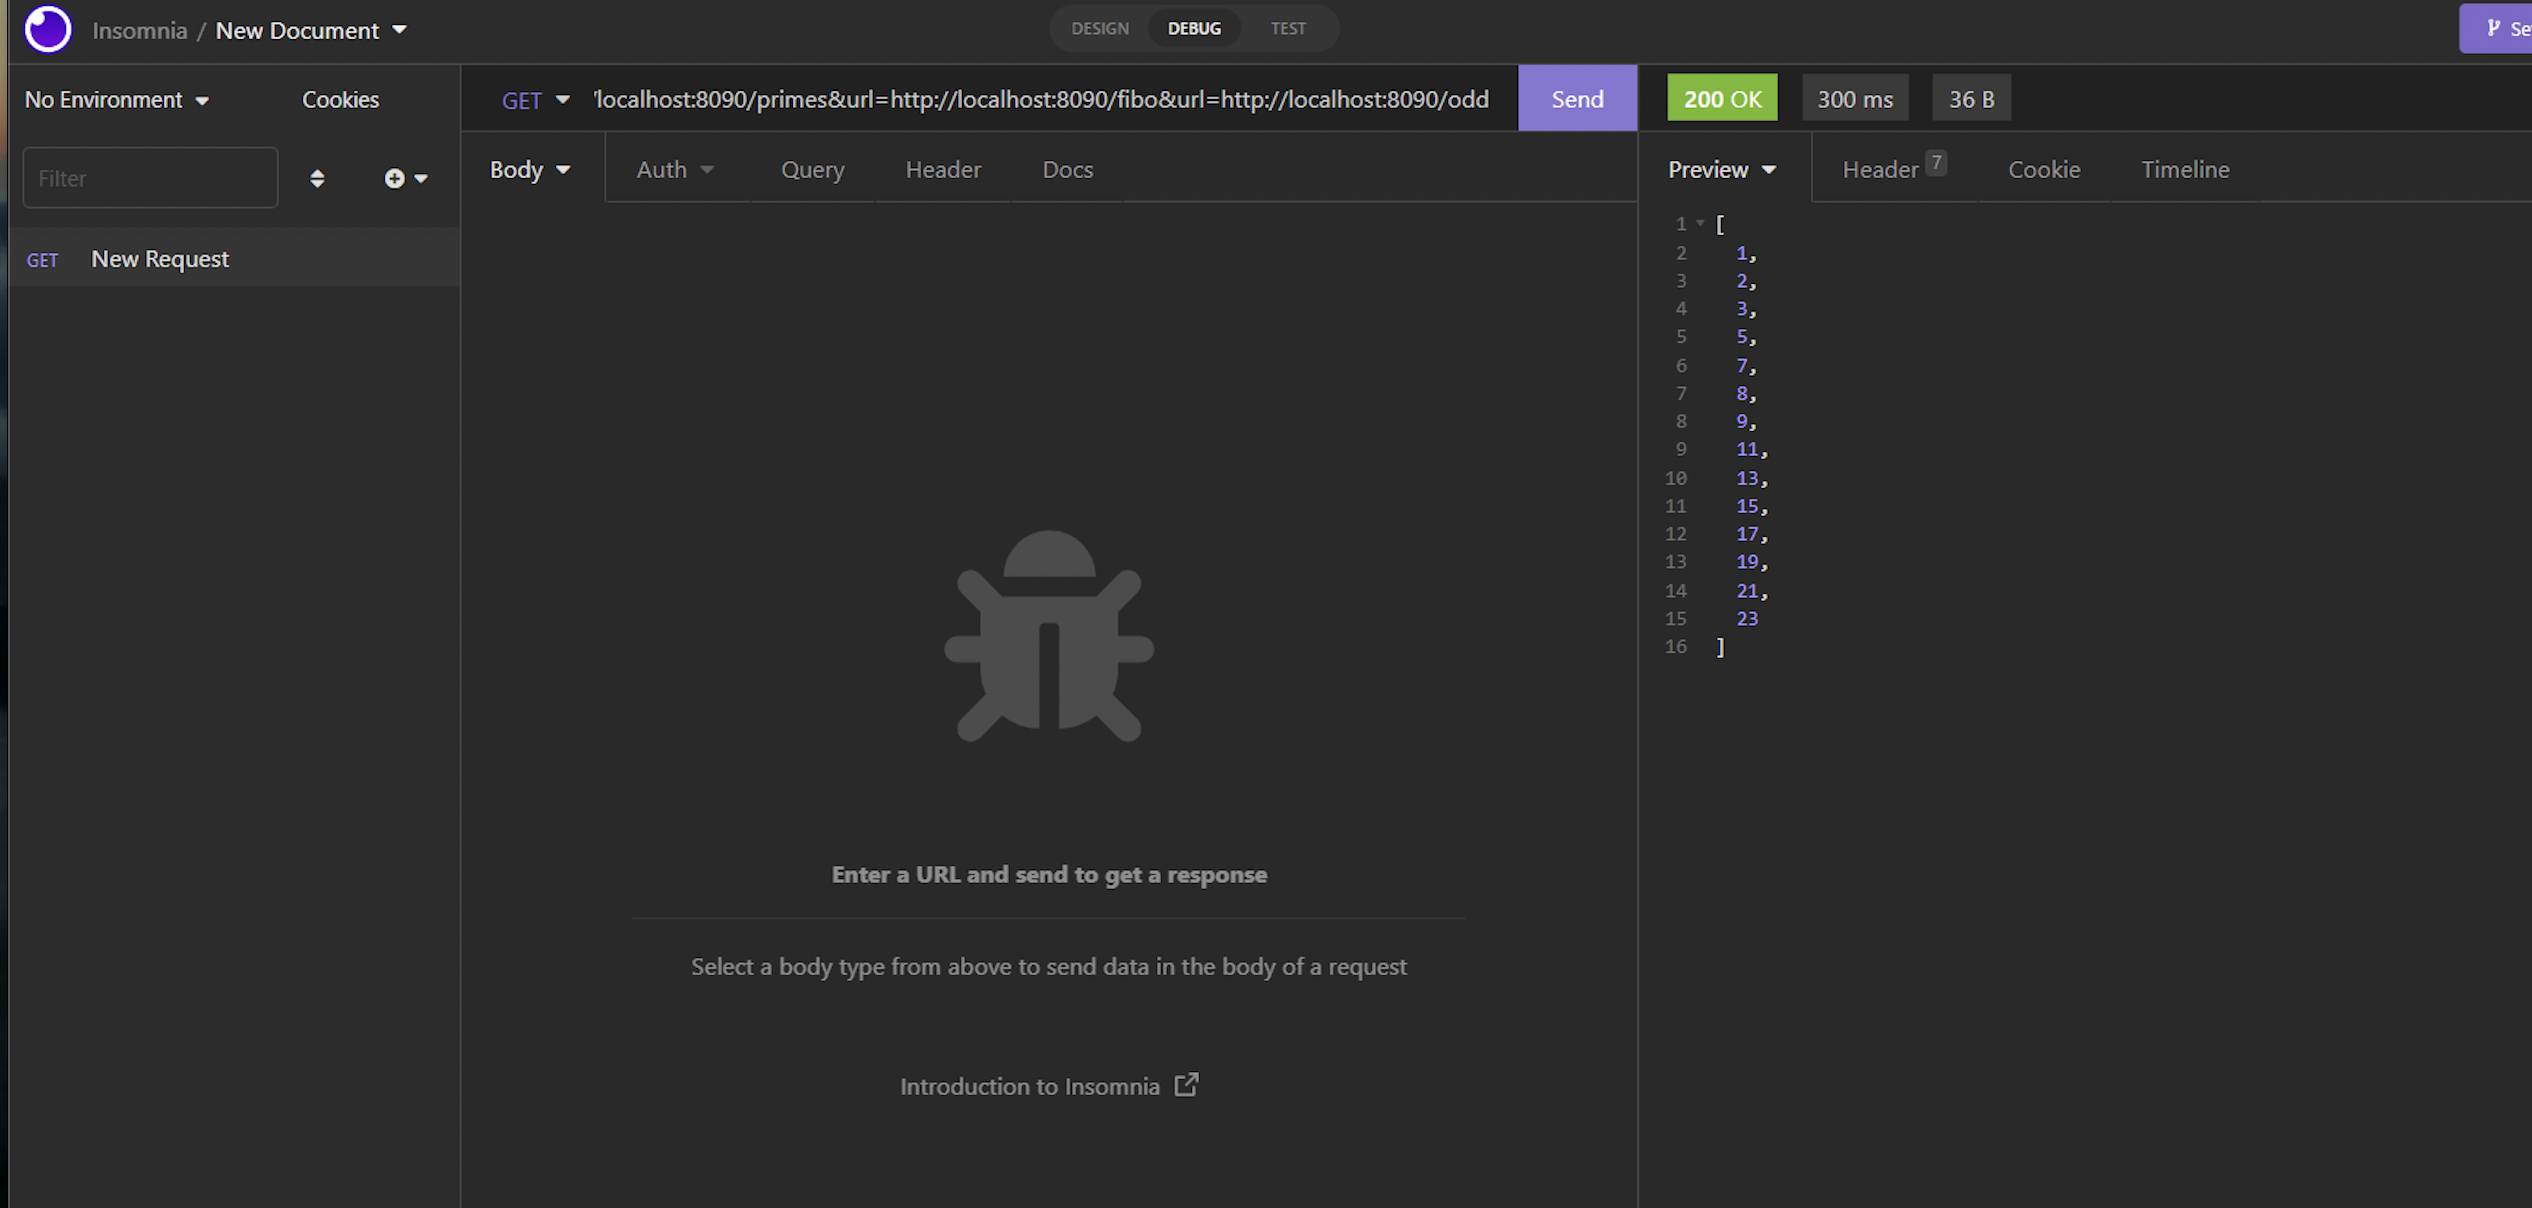 Insomnia / New Document
DESIGN DEBUG TEST
No Environment Cookies
GET localhost:8090/primes&url=http://localhost:8090/fibo&url=http://localhost:8090/odd Send
200 OK 300 ms 36 B
Filter
Body Auth Query Header Docs
Preview Header 7 Cookie Timeline
GET New Request
1 [
2 1,
3 2,
4 3,
5 5,
6 7,
7 8,
8 9,
9 11,
10 13,
11 15,
12 17,
13 19,
14 21,
15 23
16 ]
Enter a URL and send to get a response
Select a body type from above to send data in the body of a request
Introduction to Insomnia